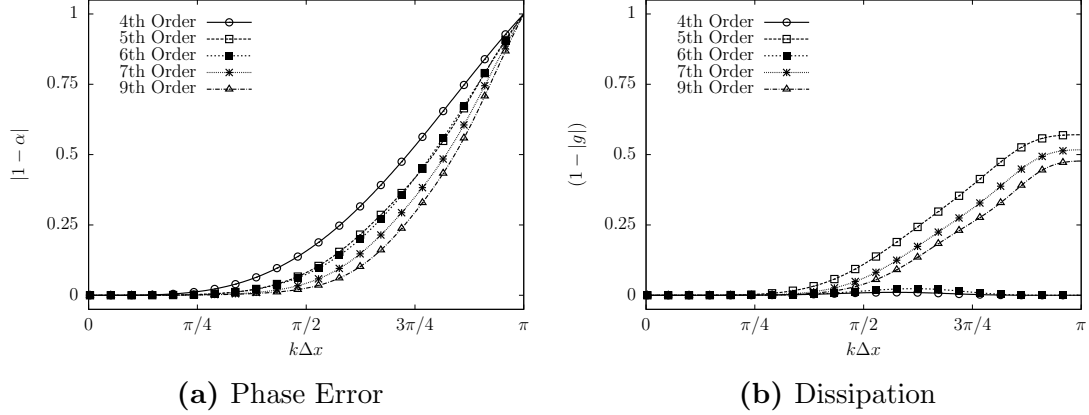 1
0.75
0.5
0.25
0
|1 − α|
4th Order
5th Order
6th Order
7th Order
9th Order
0
π/4
π/2
3π/4
π
kΔx
(a) Phase Error
1
0.75
0.5
0.25
0
(1 − |g|)
4th Order
5th Order
6th Order
7th Order
9th Order
0
π/4
π/2
3π/4
π
kΔx
(b) Dissipation